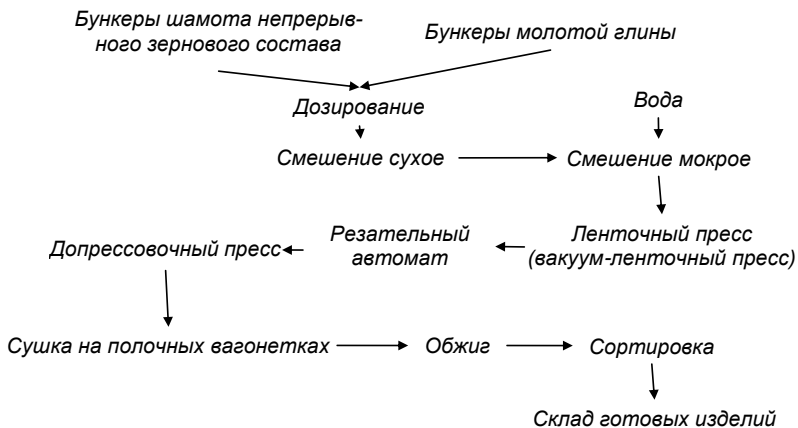 Бункеры шамота непрерыв-
ного зернового состава
Бункеры молотой глины
Дозирование
Вода
Смешение сухое
Смешение мокрое
Допрессовочный пресс
Резательный
автомат
Ленточный пресс
(вакуум-ленточный пресс)
Сушка на полочных вагонетках
Обжиг
Сортировка
Склад готовых изделий